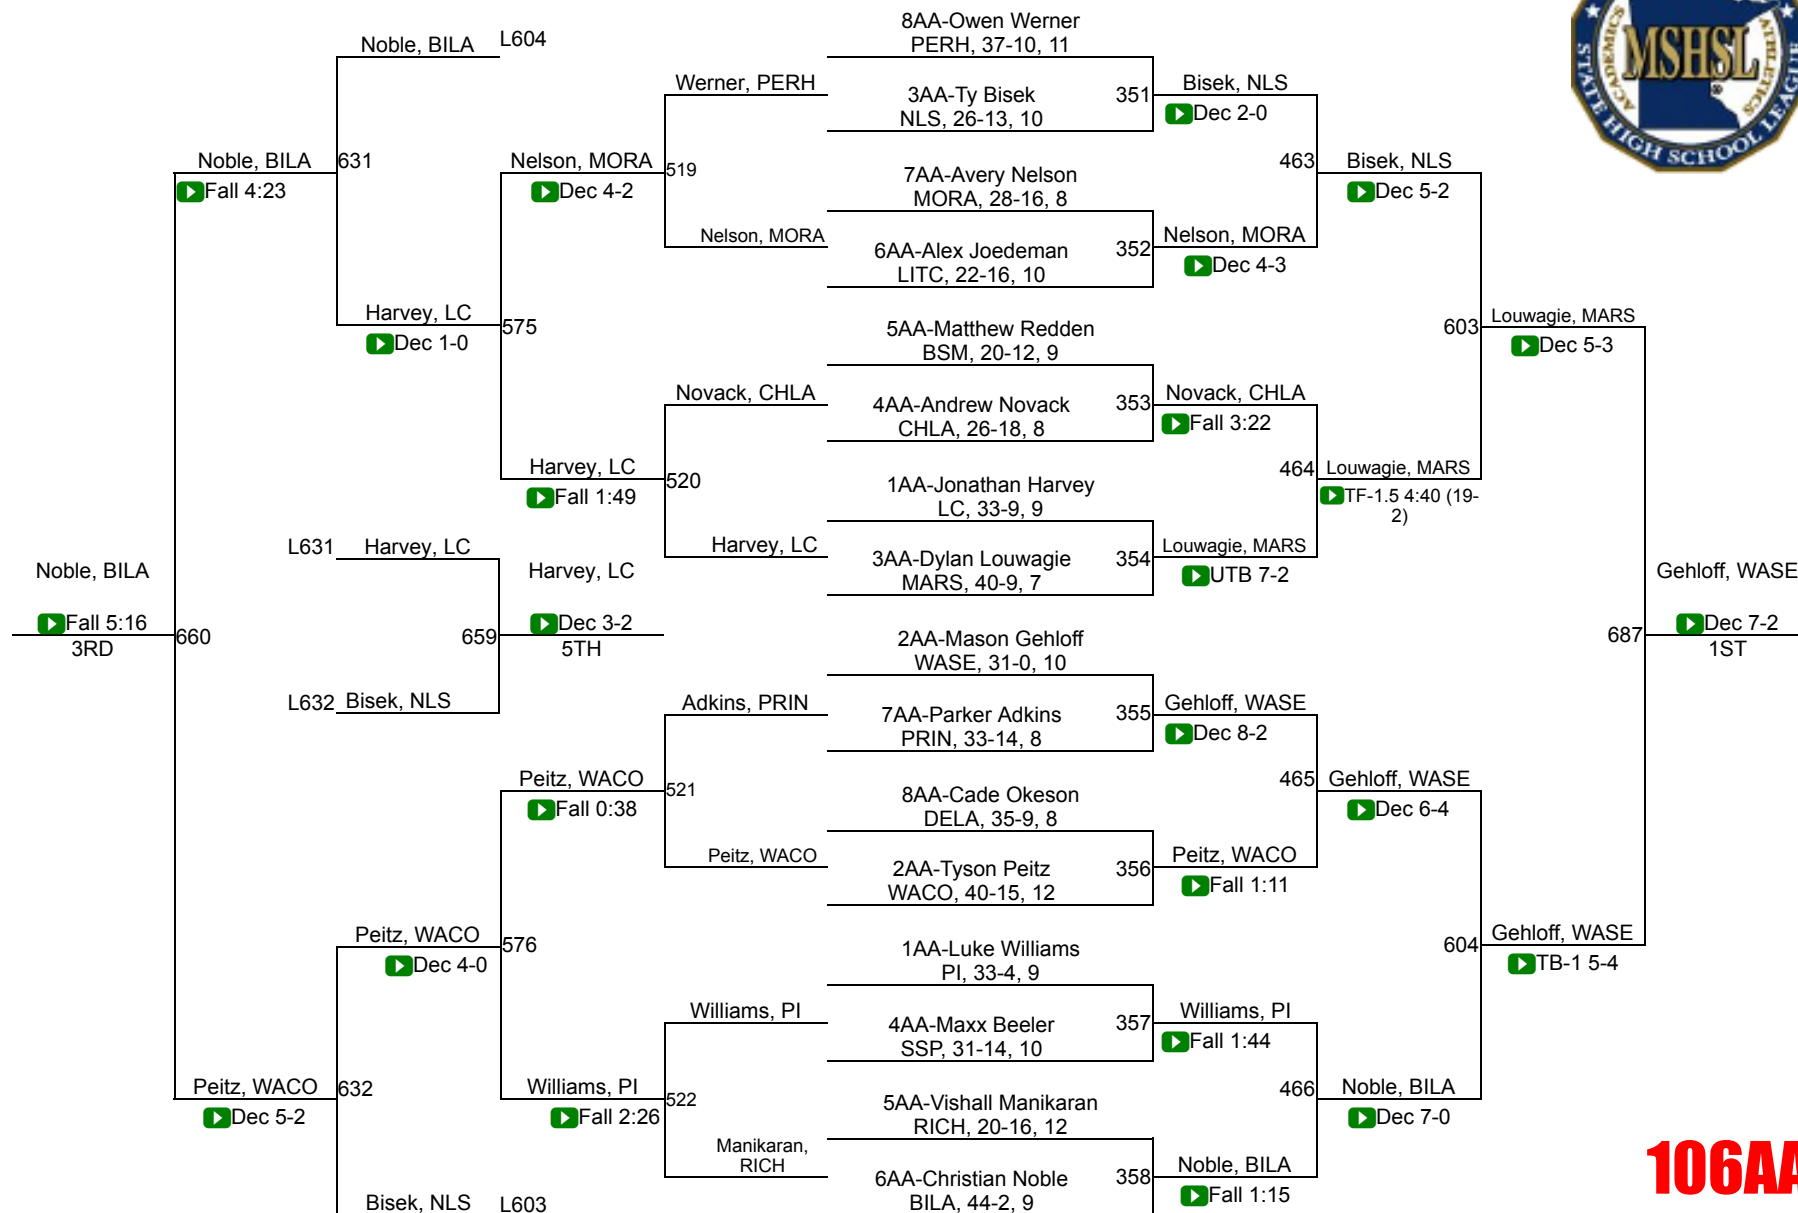 Noble, BILA
L604
8AA-Owen Werner
PERH, 37-10, 11
Werner, PERH
3AA-Ty Bisek
NLS, 26-13, 10
351
Bisek, NLS
Dec 2-0
Noble, BILA
Fall 4:23
631
Nelson, MORA
Dec 4-2
519
7AA-Avery Nelson
MORA, 28-16, 8
463
Bisek, NLS
Dec 5-2
Nelson, MORA
6AA-Alex Joedeman
LITC, 22-16, 10
352
Nelson, MORA
Dec 4-3
Harvey, LC
Dec 1-0
575
5AA-Matthew Redden
BSM, 20-12, 9
603
Louwagie, MARS
Dec 5-3
Novack, CHLA
4AA-Andrew Novack
CHLA, 26-18, 8
353
Novack, CHLA
Fall 3:22
Harvey, LC
Fall 1:49
520
1AA-Jonathan Harvey
LC, 33-9, 9
464
Louwagie, MARS
TF-1.5 4:40 (19-
2)
L631
Harvey, LC
Harvey, LC
3AA-Dylan Louwagie
MARS, 40-9, 7
354
Louwagie, MARS
UTB 7-2
Noble, BILA
Fall 5:16
3RD
660
659
Harvey, LC
Dec 3-2
5TH
2AA-Mason Gehloff
WASE, 31-0, 10
687
Gehloff, WASE
Dec 7-2
1ST
L632
Bisek, NLS
Adkins, PRIN
7AA-Parker Adkins
PRIN, 33-14, 8
355
Gehloff, WASE
Dec 8-2
Peitz, WACO
Fall 0:38
521
8AA-Cade Okeson
DELA, 35-9, 8
465
Gehloff, WASE
Dec 6-4
Peitz, WACO
2AA-Tyson Peitz
WACO, 40-15, 12
356
Peitz, WACO
Fall 1:11
Peitz, WACO
Dec 4-0
576
1AA-Luke Williams
PI, 33-4, 9
604
Gehloff, WASE
TB-1 5-4
Williams, PI
4AA-Maxx Beeler
SSP, 31-14, 10
357
Williams, PI
Fall 1:44
Peitz, WACO
Dec 5-2
632
Williams, PI
Fall 2:26
522
5AA-Vishall Manikaran
RICH, 20-16, 12
466
Noble, BILA
Dec 7-0
Manikaran,
RICH
6AA-Christian Noble
BILA, 44-2, 9
358
Noble, BILA
Fall 1:15
Bisek, NLS
L603
106AA
MSHSL
ACADEMICS
ATHLETICS
STATE HIGH SCHOOL LEAGUE